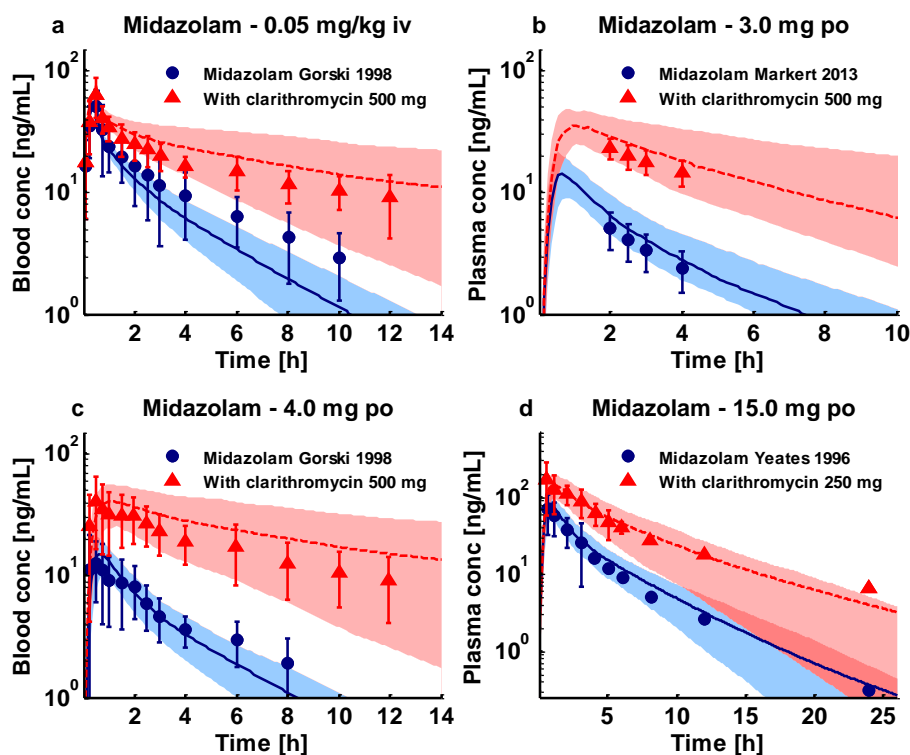 a Midazolam - 0.05 mg/kg iv
Blood conc [ng/mL]
10²
10¹
10⁰
Midazolam Gorski 1998
With clarithromycin 500 mg
2 4 6 8 10 12 14
Time [h]
b Midazolam - 3.0 mg po
Plasma conc [ng/mL]
10²
10¹
10⁰
Midazolam Markert 2013
With clarithromycin 500 mg
2 4 6 8 10
Time [h]
c Midazolam - 4.0 mg po
Blood conc [ng/mL]
10²
10¹
10⁰
Midazolam Gorski 1998
With clarithromycin 500 mg
2 4 6 8 10 12 14
Time [h]
d Midazolam - 15.0 mg po
Plasma conc [ng/mL]
10²
10¹
10⁰
Midazolam Yeates 1996
With clarithromycin 250 mg
5 10 15 20 25
Time [h]